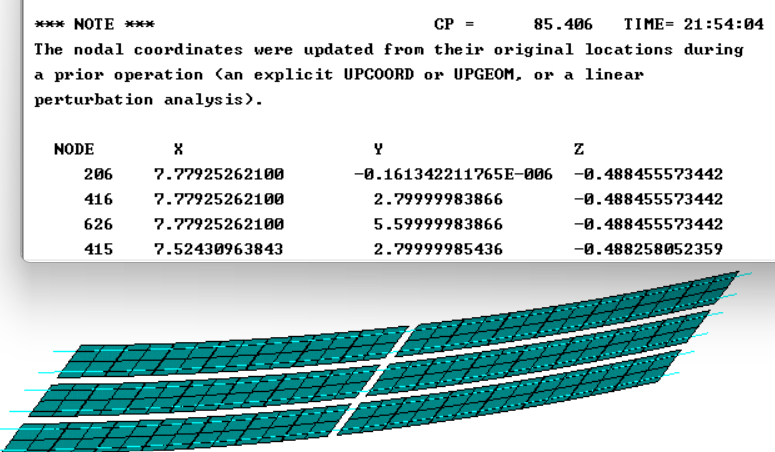 *** NOTE *** CP = 85.406 TIME= 21:54:04
The nodal coordinates were updated from their original locations during
a prior operation (an explicit UPCOORD or UPGEOM, or a linear
perturbation analysis).
NODE X Y Z
206 7.77925262100 -0.161342211765E-006 -0.488455573442
416 7.77925262100 2.79999983866 -0.488455573442
626 7.77925262100 5.59999983866 -0.488455573442
415 7.52430963843 2.79999985436 -0.488258052359